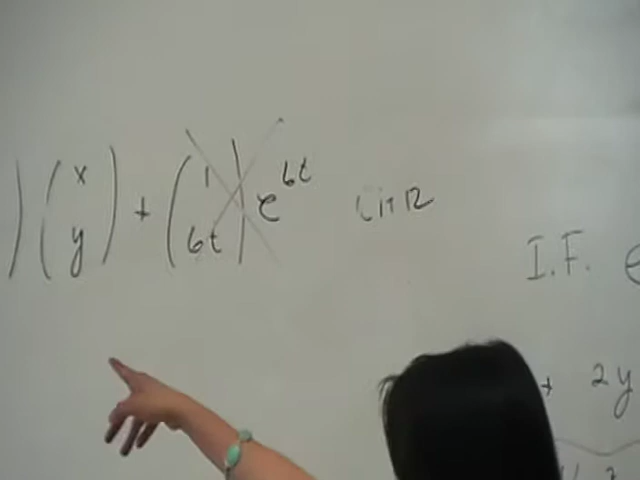 ) ( x y ) + ( 1 6t ) e^6t
I.F. e
+ 2y